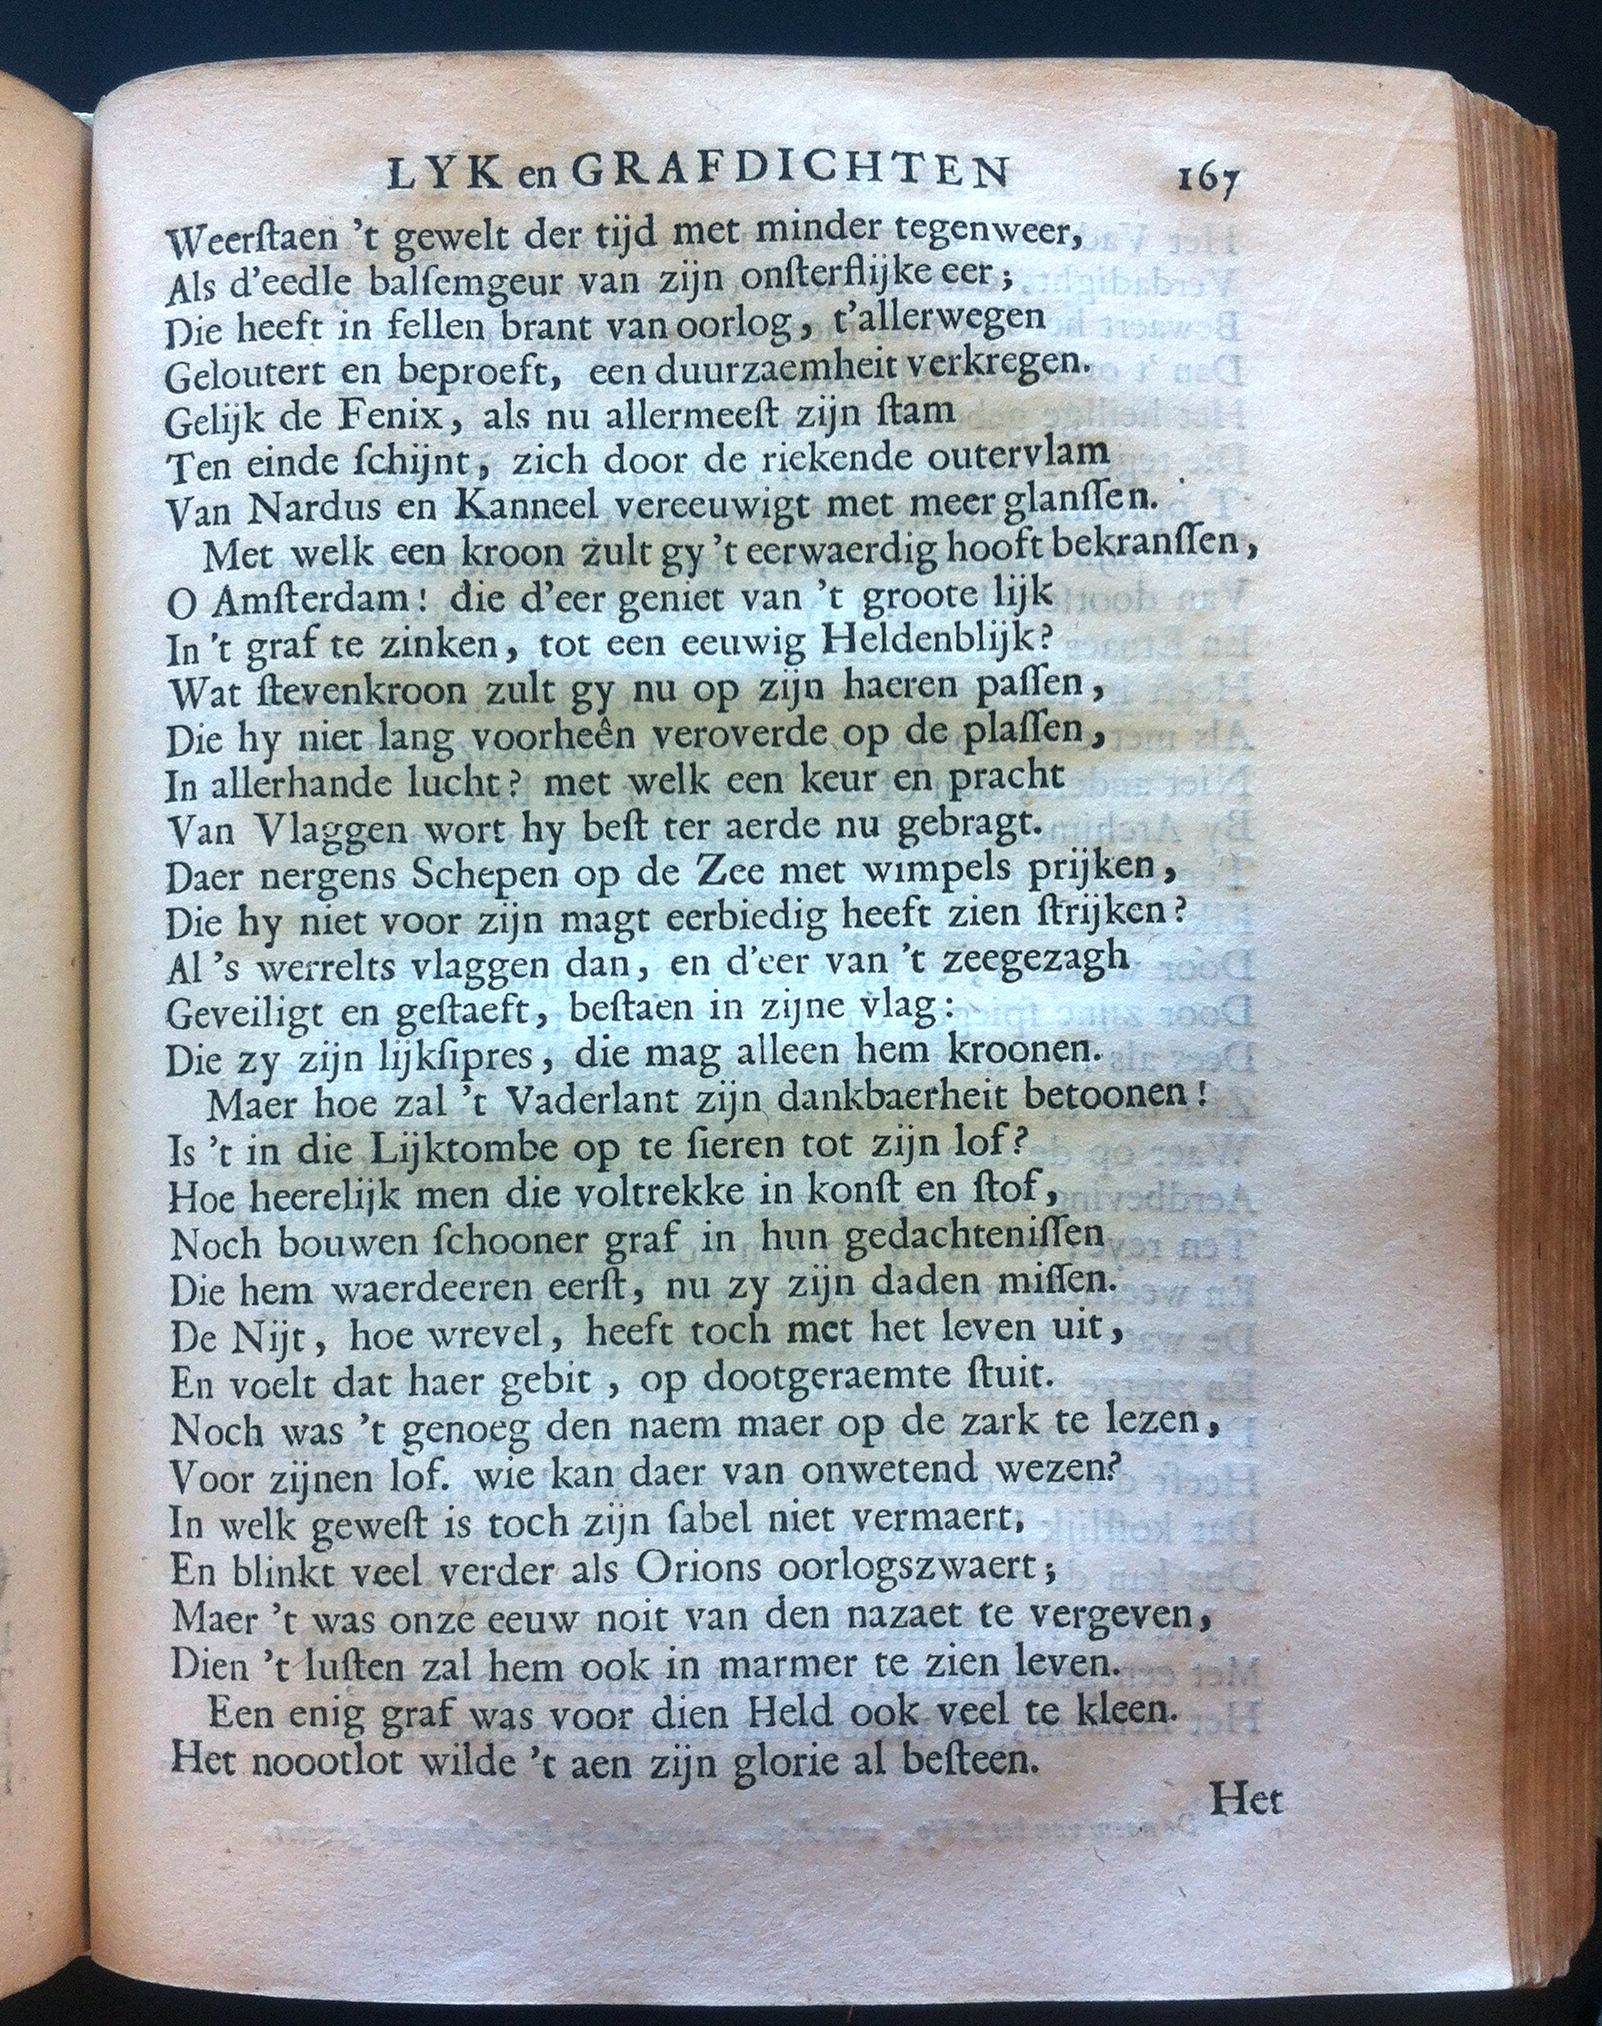 LYK en GRAFDICHTEN 167
Weerſtaen 't gewelt der tijd met minder tegenweer,
Als d'eedle balſemgeur van zijn onſterflijke eer;
Die heeft in fellen brant van oorlog, t'allerwegen
Geloutert en beproeft, een duurzaemheit verkregen.
Gelijk de Fenix, als nu allermeeſt zijn ſtam
Ten einde ſchijnt, zich door de riekende outervlam
Van Nardus en Kanneel vereeuwigt met meer glanſſen.
Met welk een kroon zult gy 't eerwaerdig hooft bekranſſen,
O Amſterdam! die d'eer geniet van 't groote lijk
In 't graf te zinken, tot een eeuwig Heldenblijk?
Wat ſtevenkroon zult gy nu op zijn haeren paſſen,
Die hy niet lang voorheên veroverde op de plaſſen,
In allerhande lucht? met welk een keur en pracht
Van Vlaggen wort hy beſt ter aerde nu gebragt.
Daer nergens Schepen op de Zee met wimpels prijken,
Die hy niet voor zijn magt eerbiedig heeft zien ſtrijken?
Al 's werrelts vlaggen dan, en d'eer van 't zeegezagh
Geveiligt en geſtaeft, beſtaen in zijne vlag:
Die zy zijn lijkſipres, die mag alleen hem kroonen.
Maer hoe zal 't Vaderlant zijn dankbaerheit betoonen!
Is 't in die Lijktombe op te ſieren tot zijn lof?
Hoe heerelijk men die voltrekke in konſt en ſtof,
Noch bouwen ſchooner graf in hun gedachteniſſen
Die hem waerdeeren eerſt, nu zy zijn daden miſſen.
De Nijt, hoe wrevel, heeft toch met het leven uit,
En voelt dat haer gebit, op dootgeraemte ſtuit.
Noch was 't genoeg den naem maer op de zark te lezen,
Voor zijnen lof. wie kan daer van onwetend wezen?
In welk geweſt is toch zijn ſabel niet vermaert,
En blinkt veel verder als Orions oorlogszwaert;
Maer 't was onze eeuw noit van den nazaet te vergeven,
Dien 't luſten zal hem ook in marmer te zien leven.
Een enig graf was voor dien Held ook veel te kleen.
Het noootlot wilde 't aen zijn glorie al beſteen.
Het